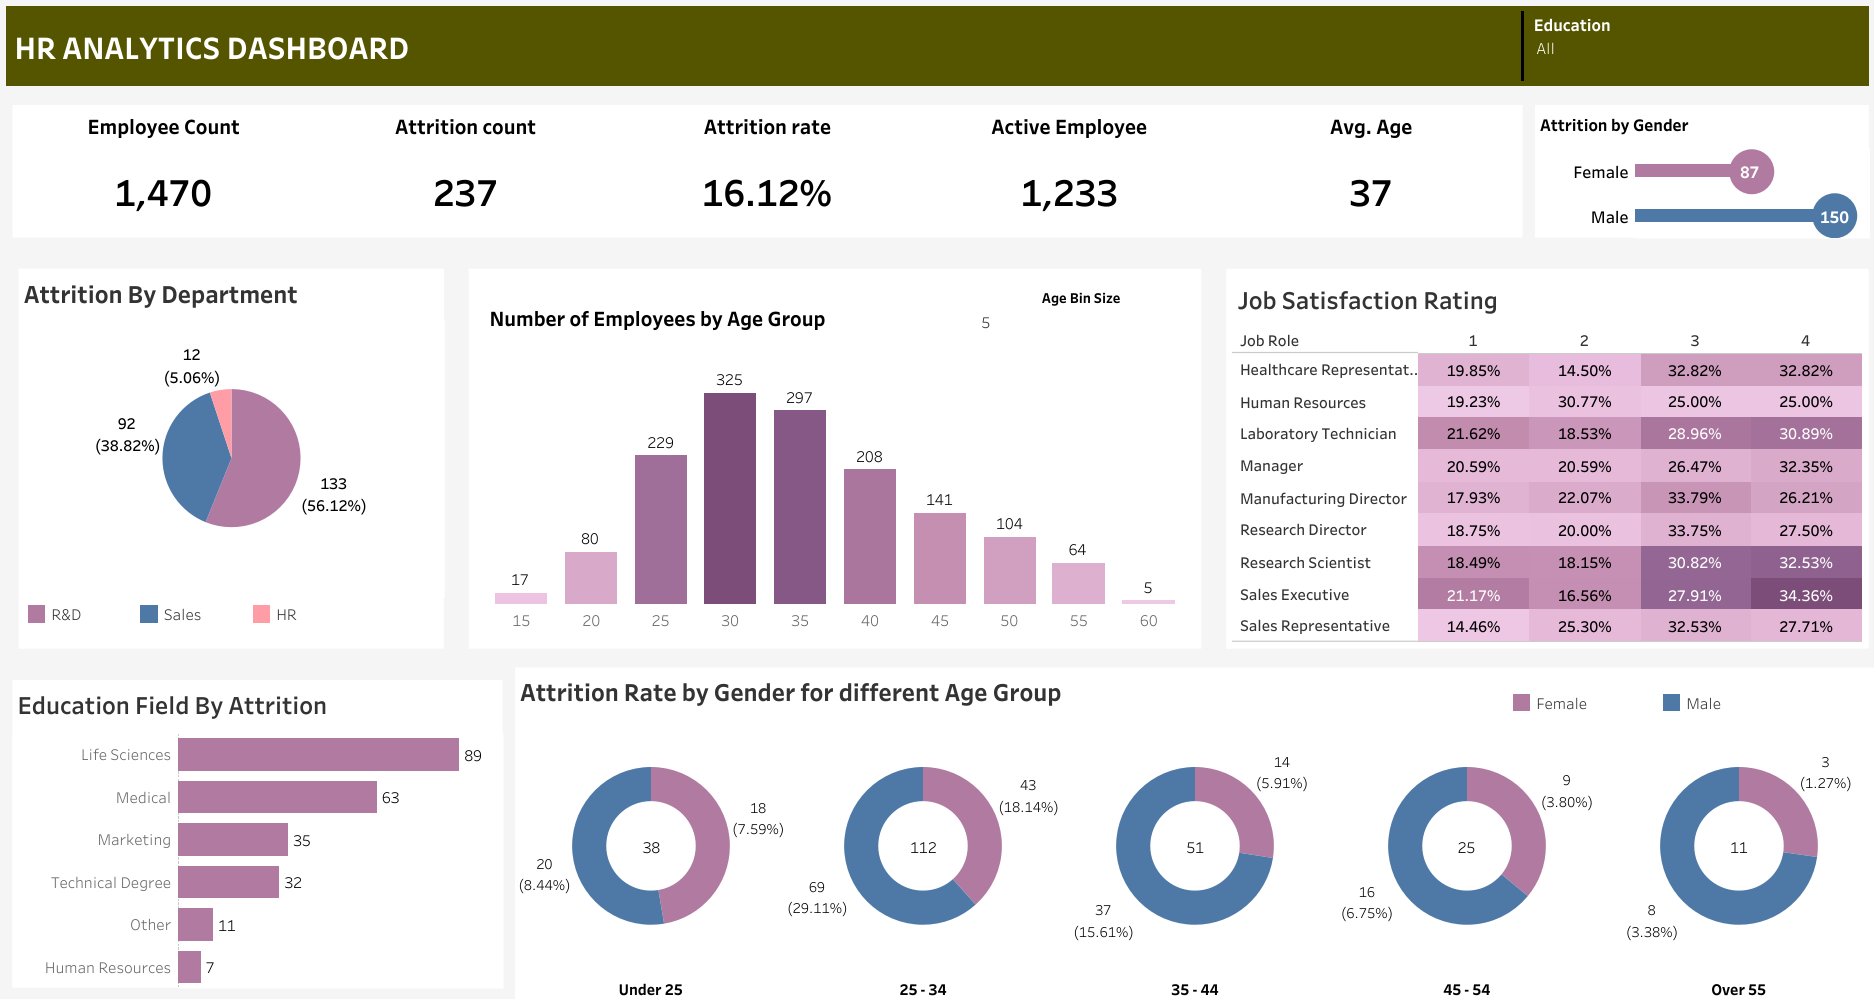 HR ANALYTICS DASHBOARD
Education
All
Employee Count
Attrition count
Attrition rate
Active Employee
Avg. Age
1,470
237
16.12%
1,233
37
Attrition by Gender
Female
87
Male
150
Attrition By Department
12
(5.06%)
92
(38.82%)
133
(56.12%)
R&D
Sales
HR
Number of Employees by Age Group
Age Bin Size
5
17
80
229
325
297
208
141
104
64
5
15 20 25 30 35 40 45 50 55 60
Job Satisfaction Rating
Job Role 1 2 3 4
Healthcare Representat.. 19.85% 14.50% 32.82% 32.82%
Human Resources 19.23% 30.77% 25.00% 25.00%
Laboratory Technician 21.62% 18.53% 28.96% 30.89%
Manager 20.59% 20.59% 26.47% 32.35%
Manufacturing Director 17.93% 22.07% 33.79% 26.21%
Research Director 18.75% 20.00% 33.75% 27.50%
Research Scientist 18.49% 18.15% 30.82% 32.53%
Sales Executive 21.17% 16.56% 27.91% 34.36%
Sales Representative 14.46% 25.30% 32.53% 27.71%
Education Field By Attrition
Life Sciences 89
Medical 63
Marketing 35
Technical Degree 32
Other 11
Human Resources 7
Attrition Rate by Gender for different Age Group
Female
Male
18
(7.59%)
38
20
(8.44%)
Under 25
43
(18.14%)
112
69
(29.11%)
25 - 34
14
(5.91%)
51
37
(15.61%)
35 - 44
9
(3.80%)
25
16
(6.75%)
45 - 54
3
(1.27%)
11
8
(3.38%)
Over 55